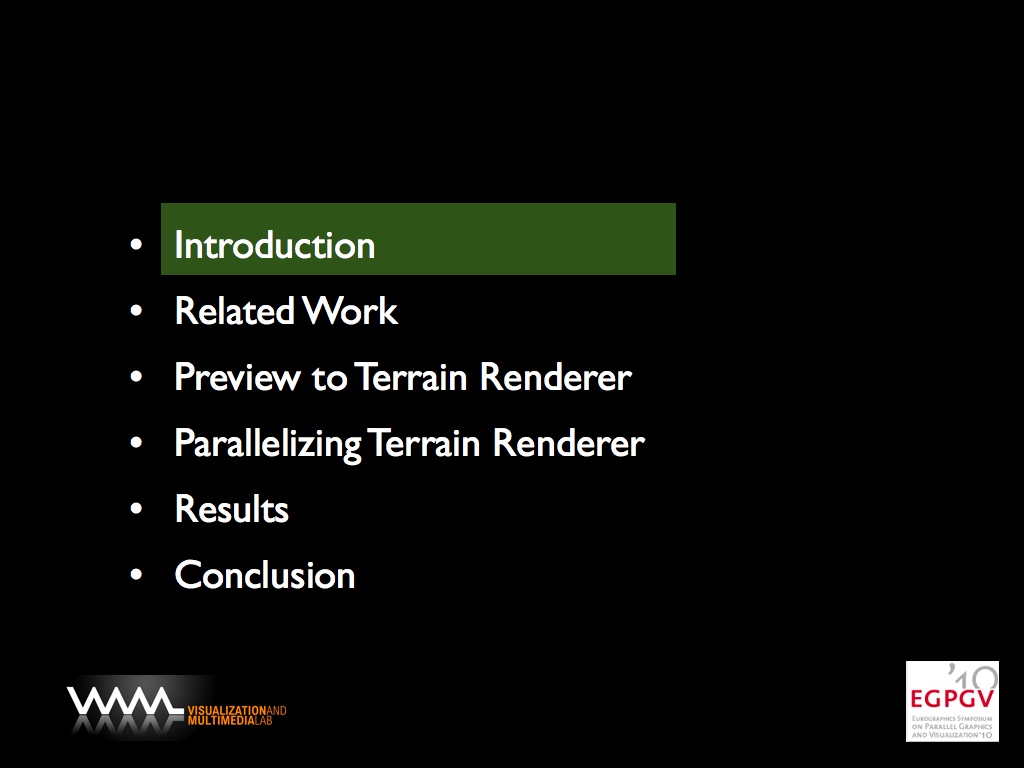 • Introduction
• Related Work
• Preview to Terrain Renderer
• Parallelizing Terrain Renderer
• Results
• Conclusion
VISUALIZATIONAND
MULTIMEDIALAB
'10
EGPGV
EUROGRAPHICS SYMPOSIUM
ON PARALLEL GRAPHICS
AND VISUALIZATION'10